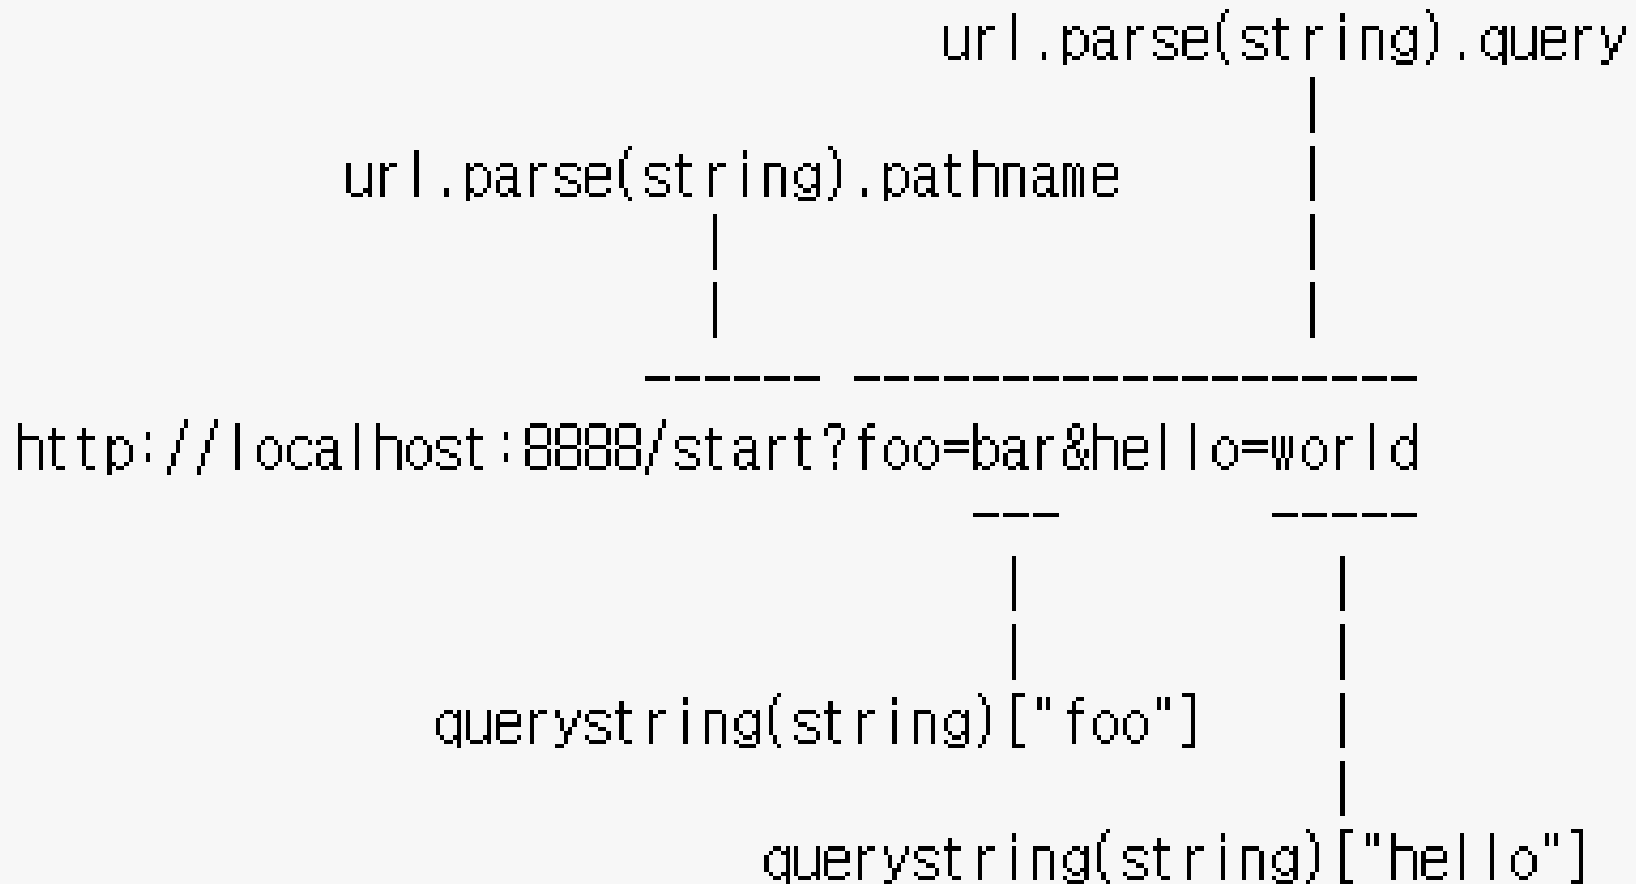 url.parse(string).query
url.parse(string).pathname
http://localhost:8888/start?foo=bar&hello=world
querystring(string)["foo"]
querystring(string)["hello"]